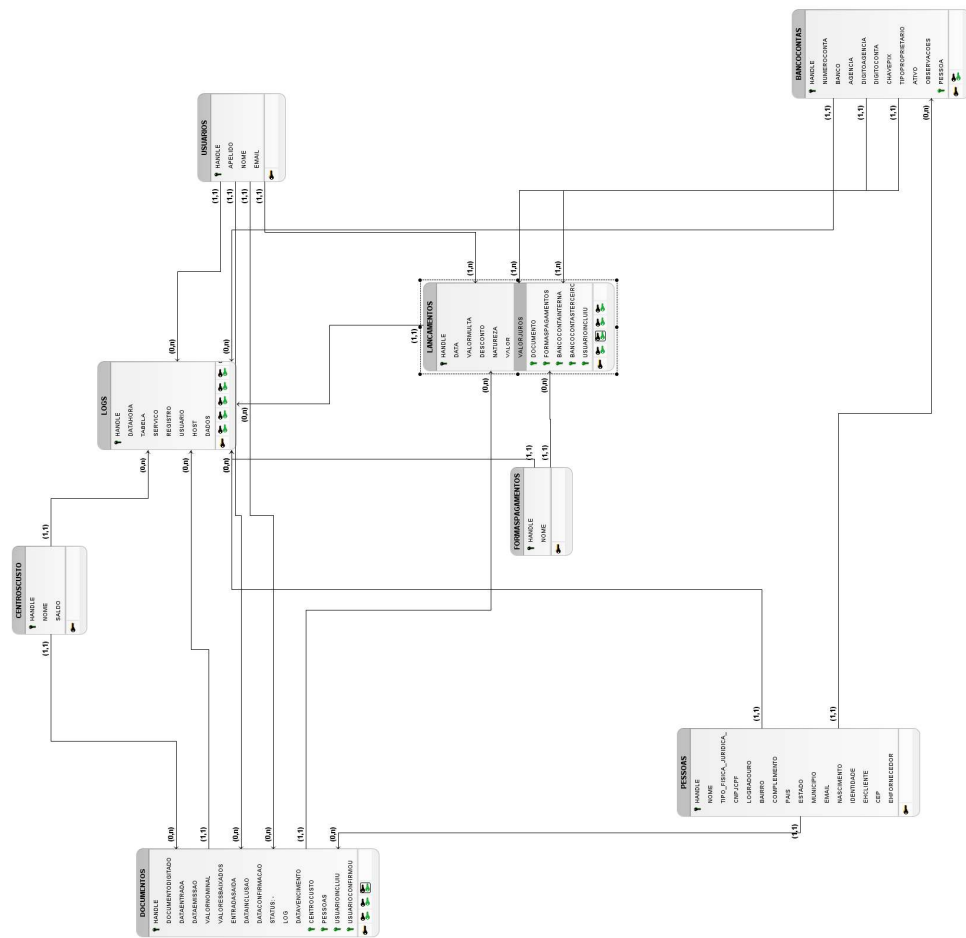 BANCOCONTAS
HANDLE
NUMEROCONTA
BANCO
AGENCIA
DIGITOAGENCIA
DIGITOCONTA
CHAVEPIX
TIPOPROPRIETARIO
ATIVO
OBSERVACOES
PESSOA
(1,1)
(1,1)
(1,1)
(0,n)
USUARIOS
HANDLE
APELIDO
NOME
EMAIL
(1,1)
(1,1)
(1,1)
(1,1)
LANCAMENTOS
HANDLE
DATA
VALORMULTA
DESCONTO
NATUREZA
VALOR
VALORJUROS
DOCUMENTO
FORMASPAGAMENTOS
BANCOCONTAINTERNA
BANCOCONTASTERCEIRC
USUARIOINCLUIU
(1,1)
(1,n)
(1,n)
(1,n)
(0,n)
(0,n)
LOGS
HANDLE
DATAHORA
TABELA
SERVICO
REGISTRO
USUARIO
HOST
DADOS
(0,n)
(0,n)
(0,n)
(0,n)
(0,n)
(0,n)
FORMASPAGAMENTOS
HANDLE
NOME
(1,1)
(1,1)
CENTROSCUSTO
HANDLE
NOME
SALDO
(1,1)
(1,1)
PESSOAS
HANDLE
NOME
TIPO_FISICA_JURIDICA_
CNPJCPF
LOGRADOURO
BAIRRO
COMPLEMENTO
PAIS
ESTADO
MUNICIPIO
EMAIL
NASCIMENTO
IDENTIDADE
EHCLIENTE
CEP
EHFORNECEDOR
(1,1)
(1,1)
(1,1)
DOCUMENTOS
HANDLE
DOCUMENTODIGITADO
DATAENTRADA
DATAEMISSAO
VALORNOMINAL
VALORESBAIXADOS
ENTRADASAIDA
DATAINCLUSAO
DATACONFIRMACAO
STATUS:-
LOG
DATAVENCIMENTO
CENTROCUSTO
PESSOAS
USUARIOINCLUIU
USUARIOCONFIRMOU
(0,n)
(1,1)
(0,n)
(0,n)
(1,1)
(0,n)